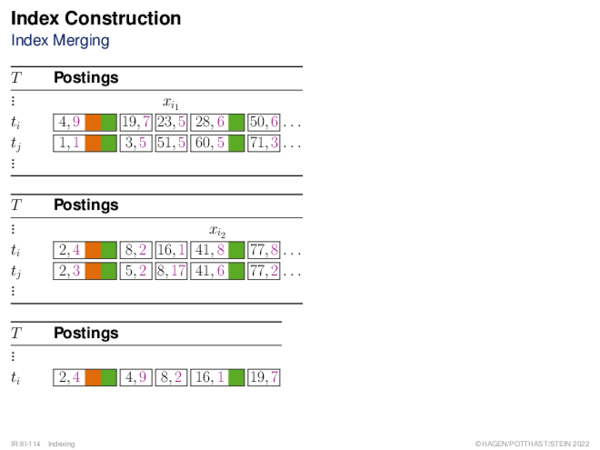 Index Construction
Index Merging
T Postings
⋮ x_{i_1}
t_i 4, 9 19, 7 23, 5 28, 6 50, 6 ...
t_j 1, 1 3, 5 51, 5 60, 5 71, 3 ...
⋮
T Postings
⋮ x_{i_2}
t_i 2, 4 8, 2 16, 1 41, 8 77, 8 ...
t_j 2, 3 5, 2 8, 17 41, 6 77, 2 ...
⋮
T Postings
⋮
t_i 2, 4 4, 9 8, 2 16, 1 19, 7
IR:III-114 Indexing ©HAGEN/POTTHAST/STEIN 2022